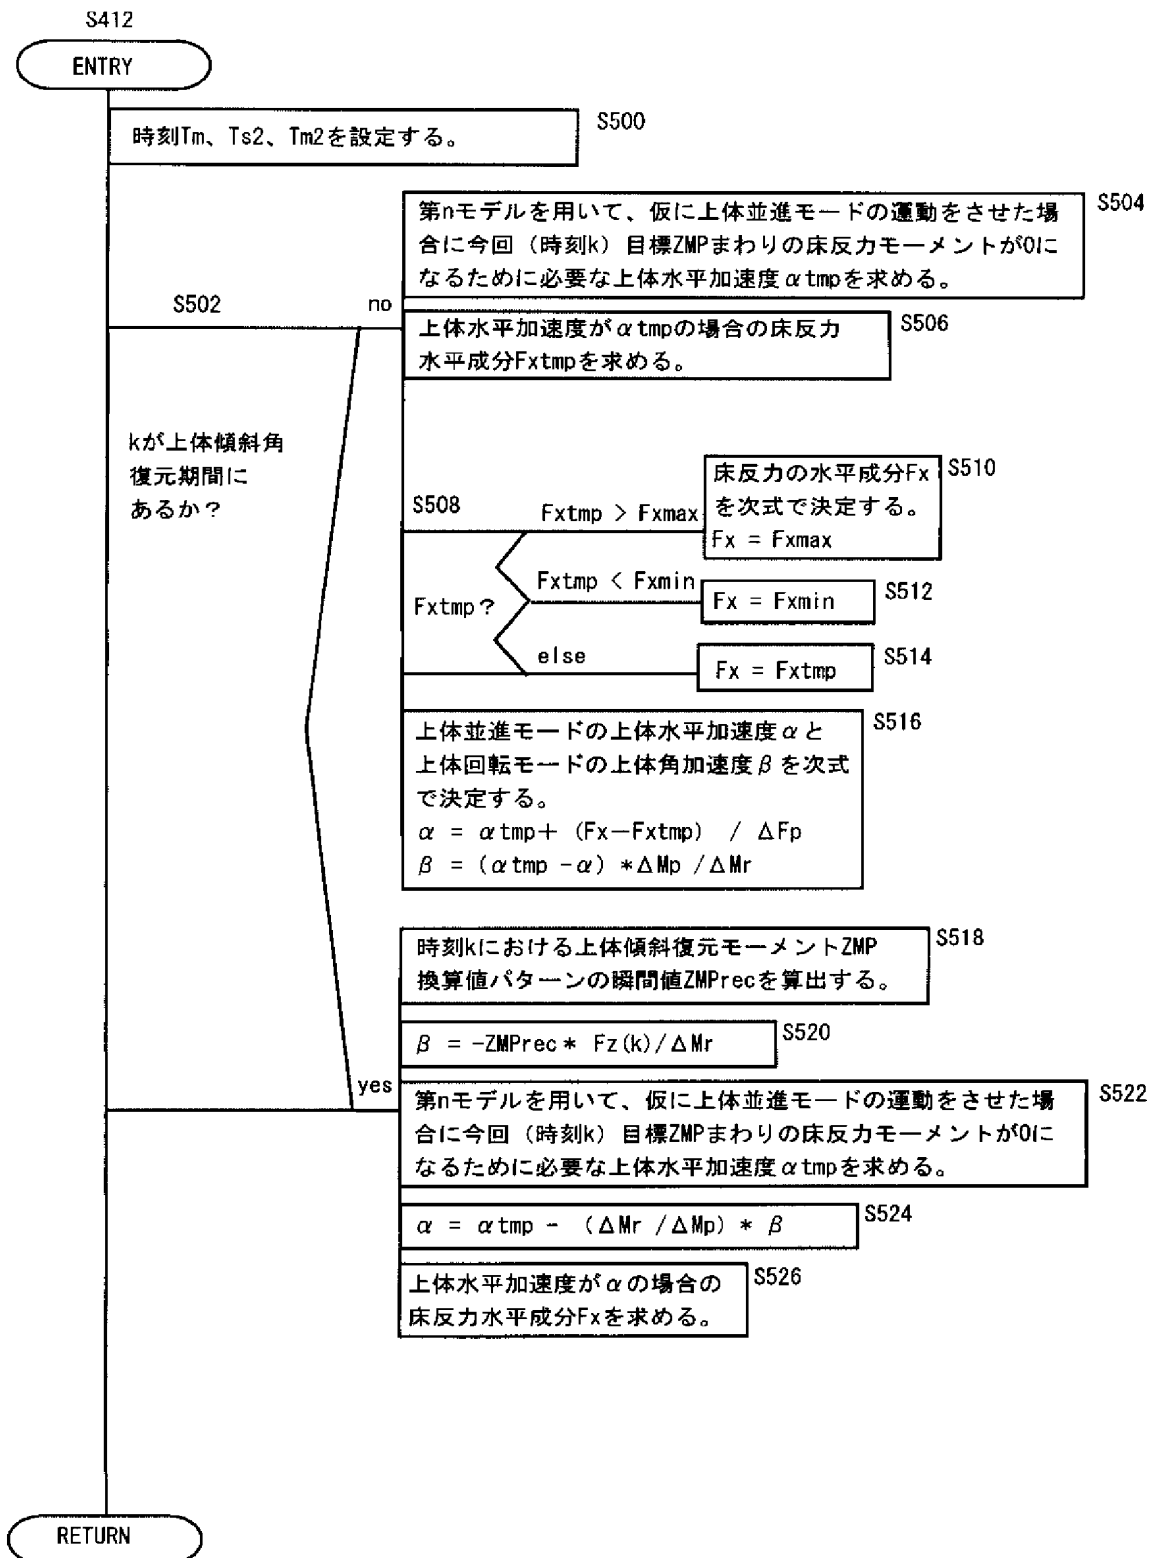 S412
ENTRY
時刻Tm、Ts2、Tm2を設定する。
S500
第nモデルを用いて、仮に上体並進モードの運動をさせた場
合に今回（時刻k）目標ZMPまわりの床反力モーメントが0に
なるために必要な上体水平加速度αtmpを求める。
S504
S502
no
上体水平加速度がαtmpの場合の床反力
水平成分Fxtmpを求める。
S506
kが上体傾斜角
復元期間に
あるか？
S508
Fxtmp？
Fxtmp > Fxmax
床反力の水平成分Fx
を次式で決定する。
Fx = Fxmax
S510
Fxtmp < Fxmin
Fx = Fxmin
S512
else
Fx = Fxtmp
S514
上体並進モードの上体水平加速度αと
上体回転モードの上体角加速度βを次式
で決定する。
α = αtmp＋ (Fx－Fxtmp) / ΔFp
β = (αtmp -α) *ΔMp /ΔMr
S516
時刻kにおける上体傾斜復元モーメントZMP
換算値パターンの瞬間値ZMPrecを算出する。
S518
β = -ZMPrec* Fz(k)/ΔMr
S520
yes
第nモデルを用いて、仮に上体並進モードの運動をさせた場
合に今回（時刻k）目標ZMPまわりの床反力モーメントが0に
なるために必要な上体水平加速度αtmpを求める。
S522
α = αtmp - (ΔMr /ΔMp) * β
S524
上体水平加速度がαの場合の
床反力水平成分Fxを求める。
S526
RETURN